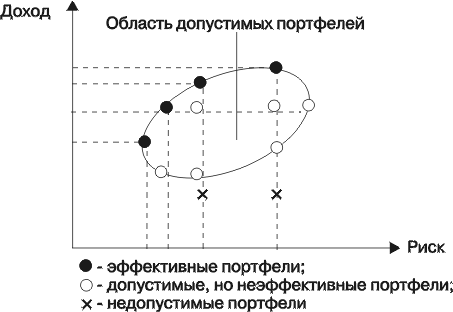 Доход
Область допустимых портфелей
Риск
- эффективные портфели;
- допустимые, но неэффективные портфели;
- недопустимые портфели